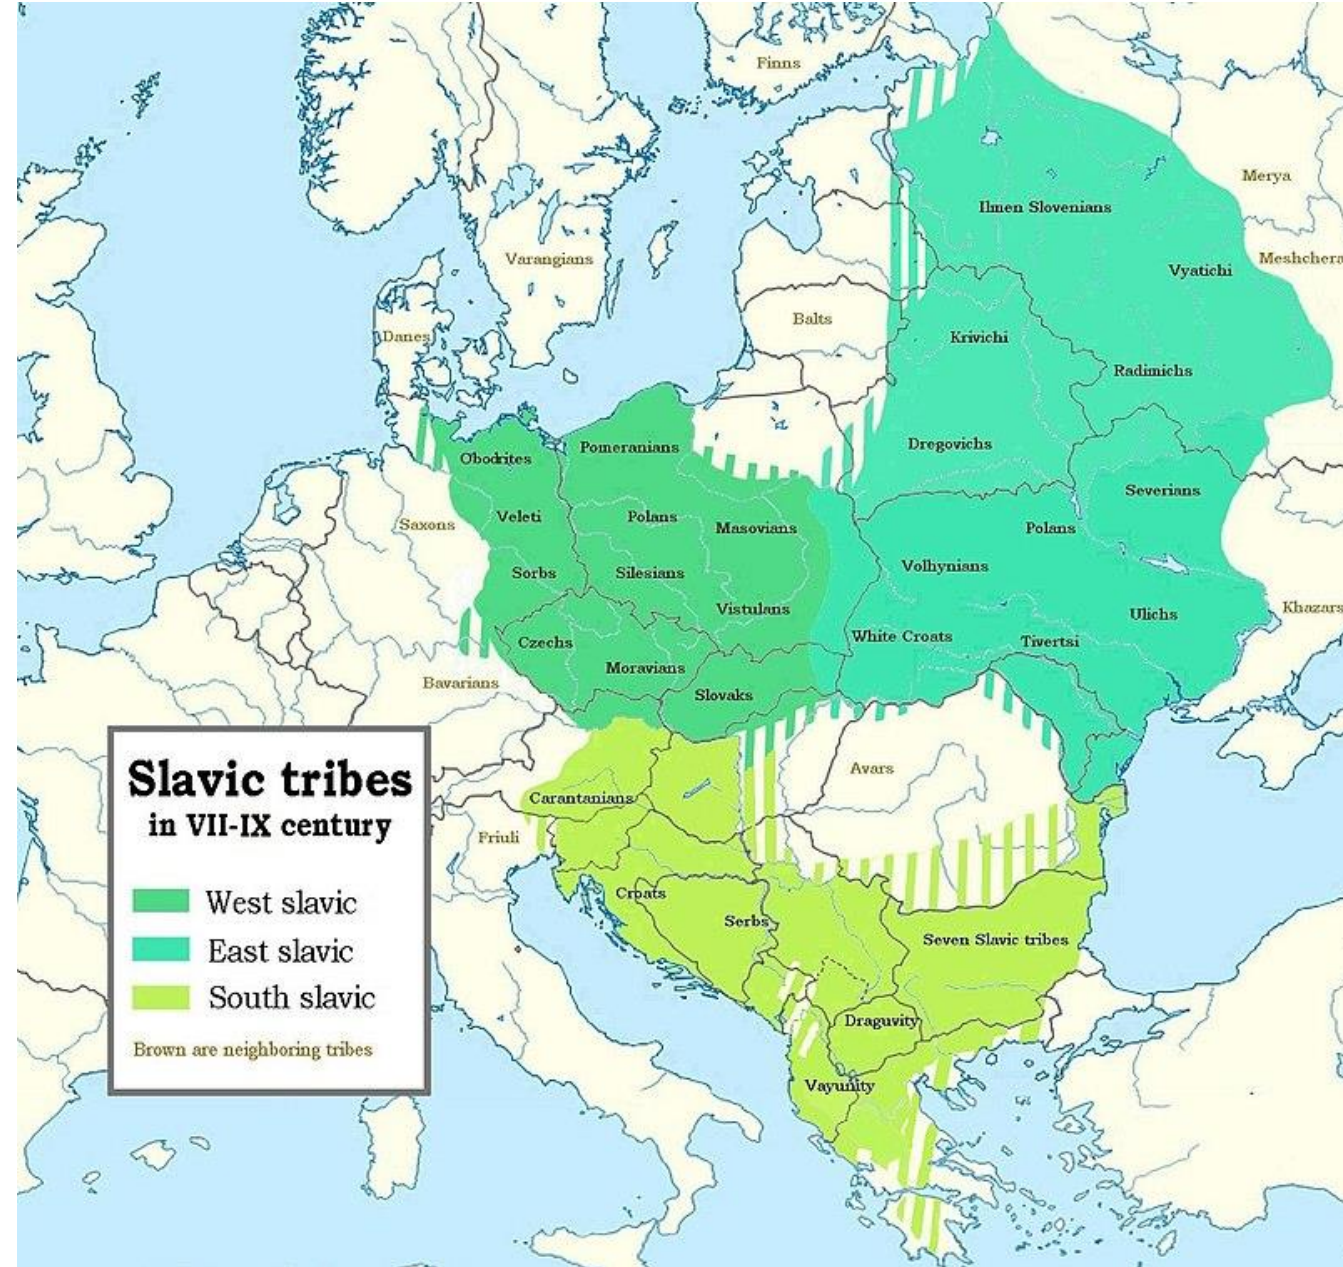 Finns
Merya
Ilmen Slovenians
Varangians
Meshchera
Vyatichi
Balts
Danes
Krivichi
Radimichs
Pomeranians
Dregovichs
Obodrites
Severians
Saxons
Veleti
Polans
Masovians
Polans
Volhynians
Sorbs
Silesians
Khazars
Vistulans
Ulichs
White Croats
Tivertsi
Czechs
Moravians
Bavarians
Slovaks
Avars
Carantanians
Friuli
Croats
Serbs
Seven Slavic tribes
Draguvity
Vayunity
Slavic tribes
in VII-IX century
West slavic
East slavic
South slavic
Brown are neighboring tribes